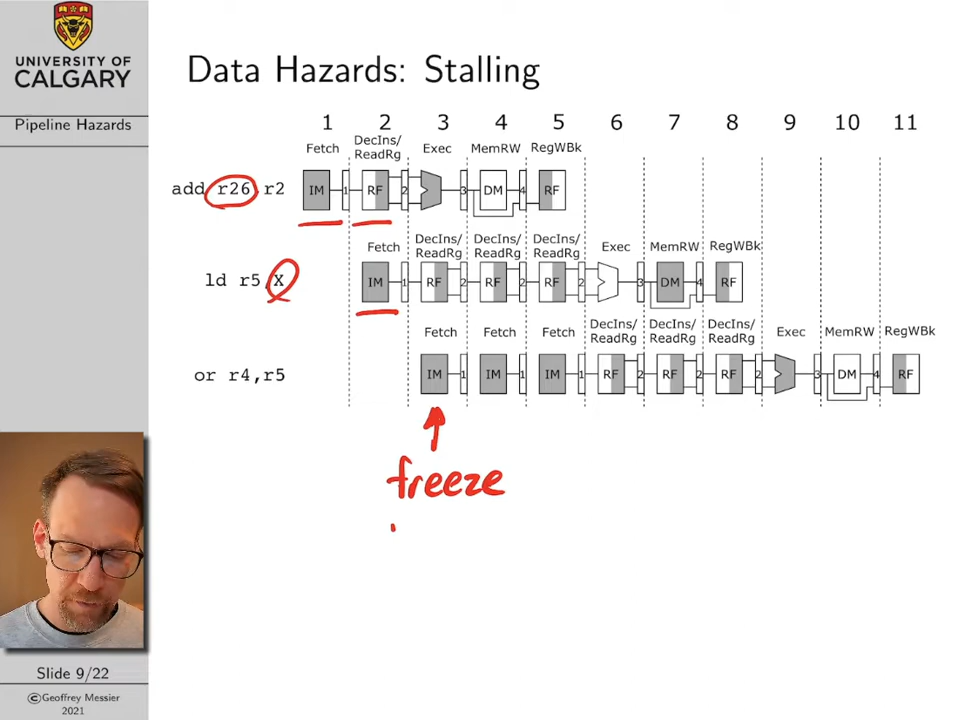 UNIVERSITY OF
CALGARY
Pipeline Hazards
Data Hazards: Stalling
1 2 3 4 5 6 7 8 9 10 11
Fetch DecIns/ReadRg Exec MemRW RegWBk
add r26,r2 IM 1 RF 2 3 DM 4 RF
Fetch DecIns/ReadRg DecIns/ReadRg DecIns/ReadRg Exec MemRW RegWBk
ld r5,X IM 1 RF 2 RF 2 RF 2 3 DM 4 RF
Fetch Fetch Fetch DecIns/ReadRg DecIns/ReadRg DecIns/ReadRg Exec MemRW RegWBk
or r4,r5 IM 1 IM 1 IM 1 RF 2 RF 2 RF 2 3 DM 4 RF
freeze
Slide 9/22
©Geoffrey Messier
2021